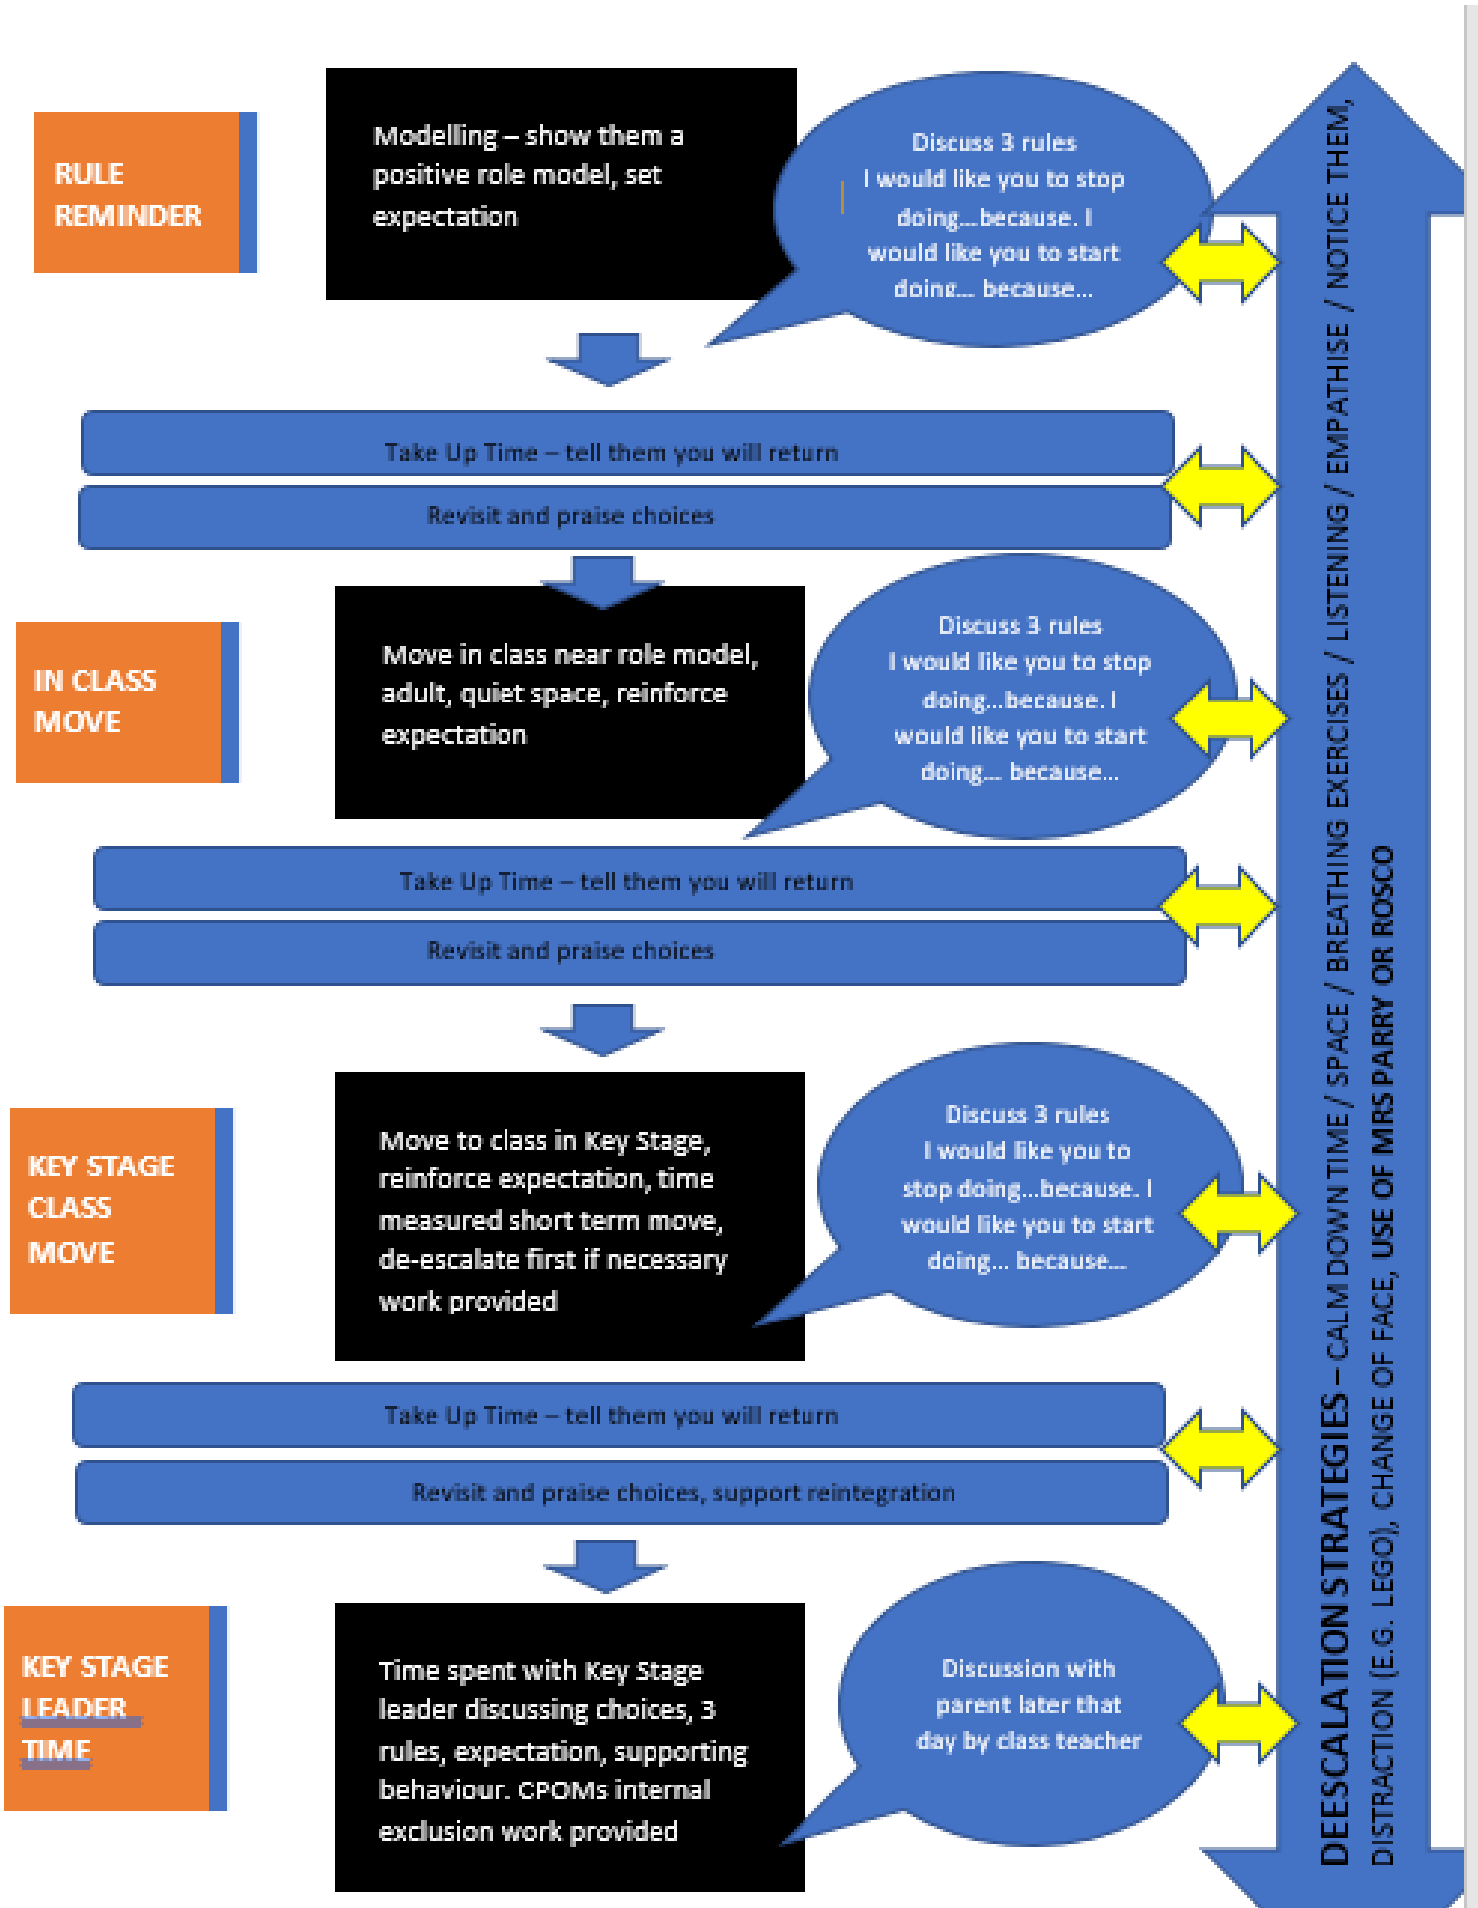 RULE
REMINDER
Modelling – show them a
positive role model, set
expectation
Discuss 3 rules
I would like you to stop
doing...because. I
would like you to start
doing... because...
Take Up Time – tell them you will return
Revisit and praise choices
IN CLASS
MOVE
Move in class near role model,
adult, quiet space, reinforce
expectation
Discuss 3 rules
I would like you to stop
doing...because. I
would like you to start
doing... because...
Take Up Time – tell them you will return
Revisit and praise choices
KEY STAGE
CLASS
MOVE
Move to class in Key Stage,
reinforce expectation, time
measured short term move,
de-escalate first if necessary
work provided
Discuss 3 rules
I would like you to
stop doing...because. I
would like you to start
doing... because...
Take Up Time – tell them you will return
Revisit and praise choices, support reintegration
KEY STAGE
LEADER
TIME
Time spent with Key Stage
leader discussing choices, 3
rules, expectation, supporting
behaviour. CPOMs internal
exclusion work provided
Discussion with
parent later that
day by class teacher
DEESCALATION STRATEGIES – CALM DOWN TIME / SPACE / BREATHING EXERCISES / LISTENING / EMPATHISE / NOTICE THEM,
DISTRACTION (E.G. LEGO), CHANGE OF FACE, USE OF MRS PARRY OR ROSCO